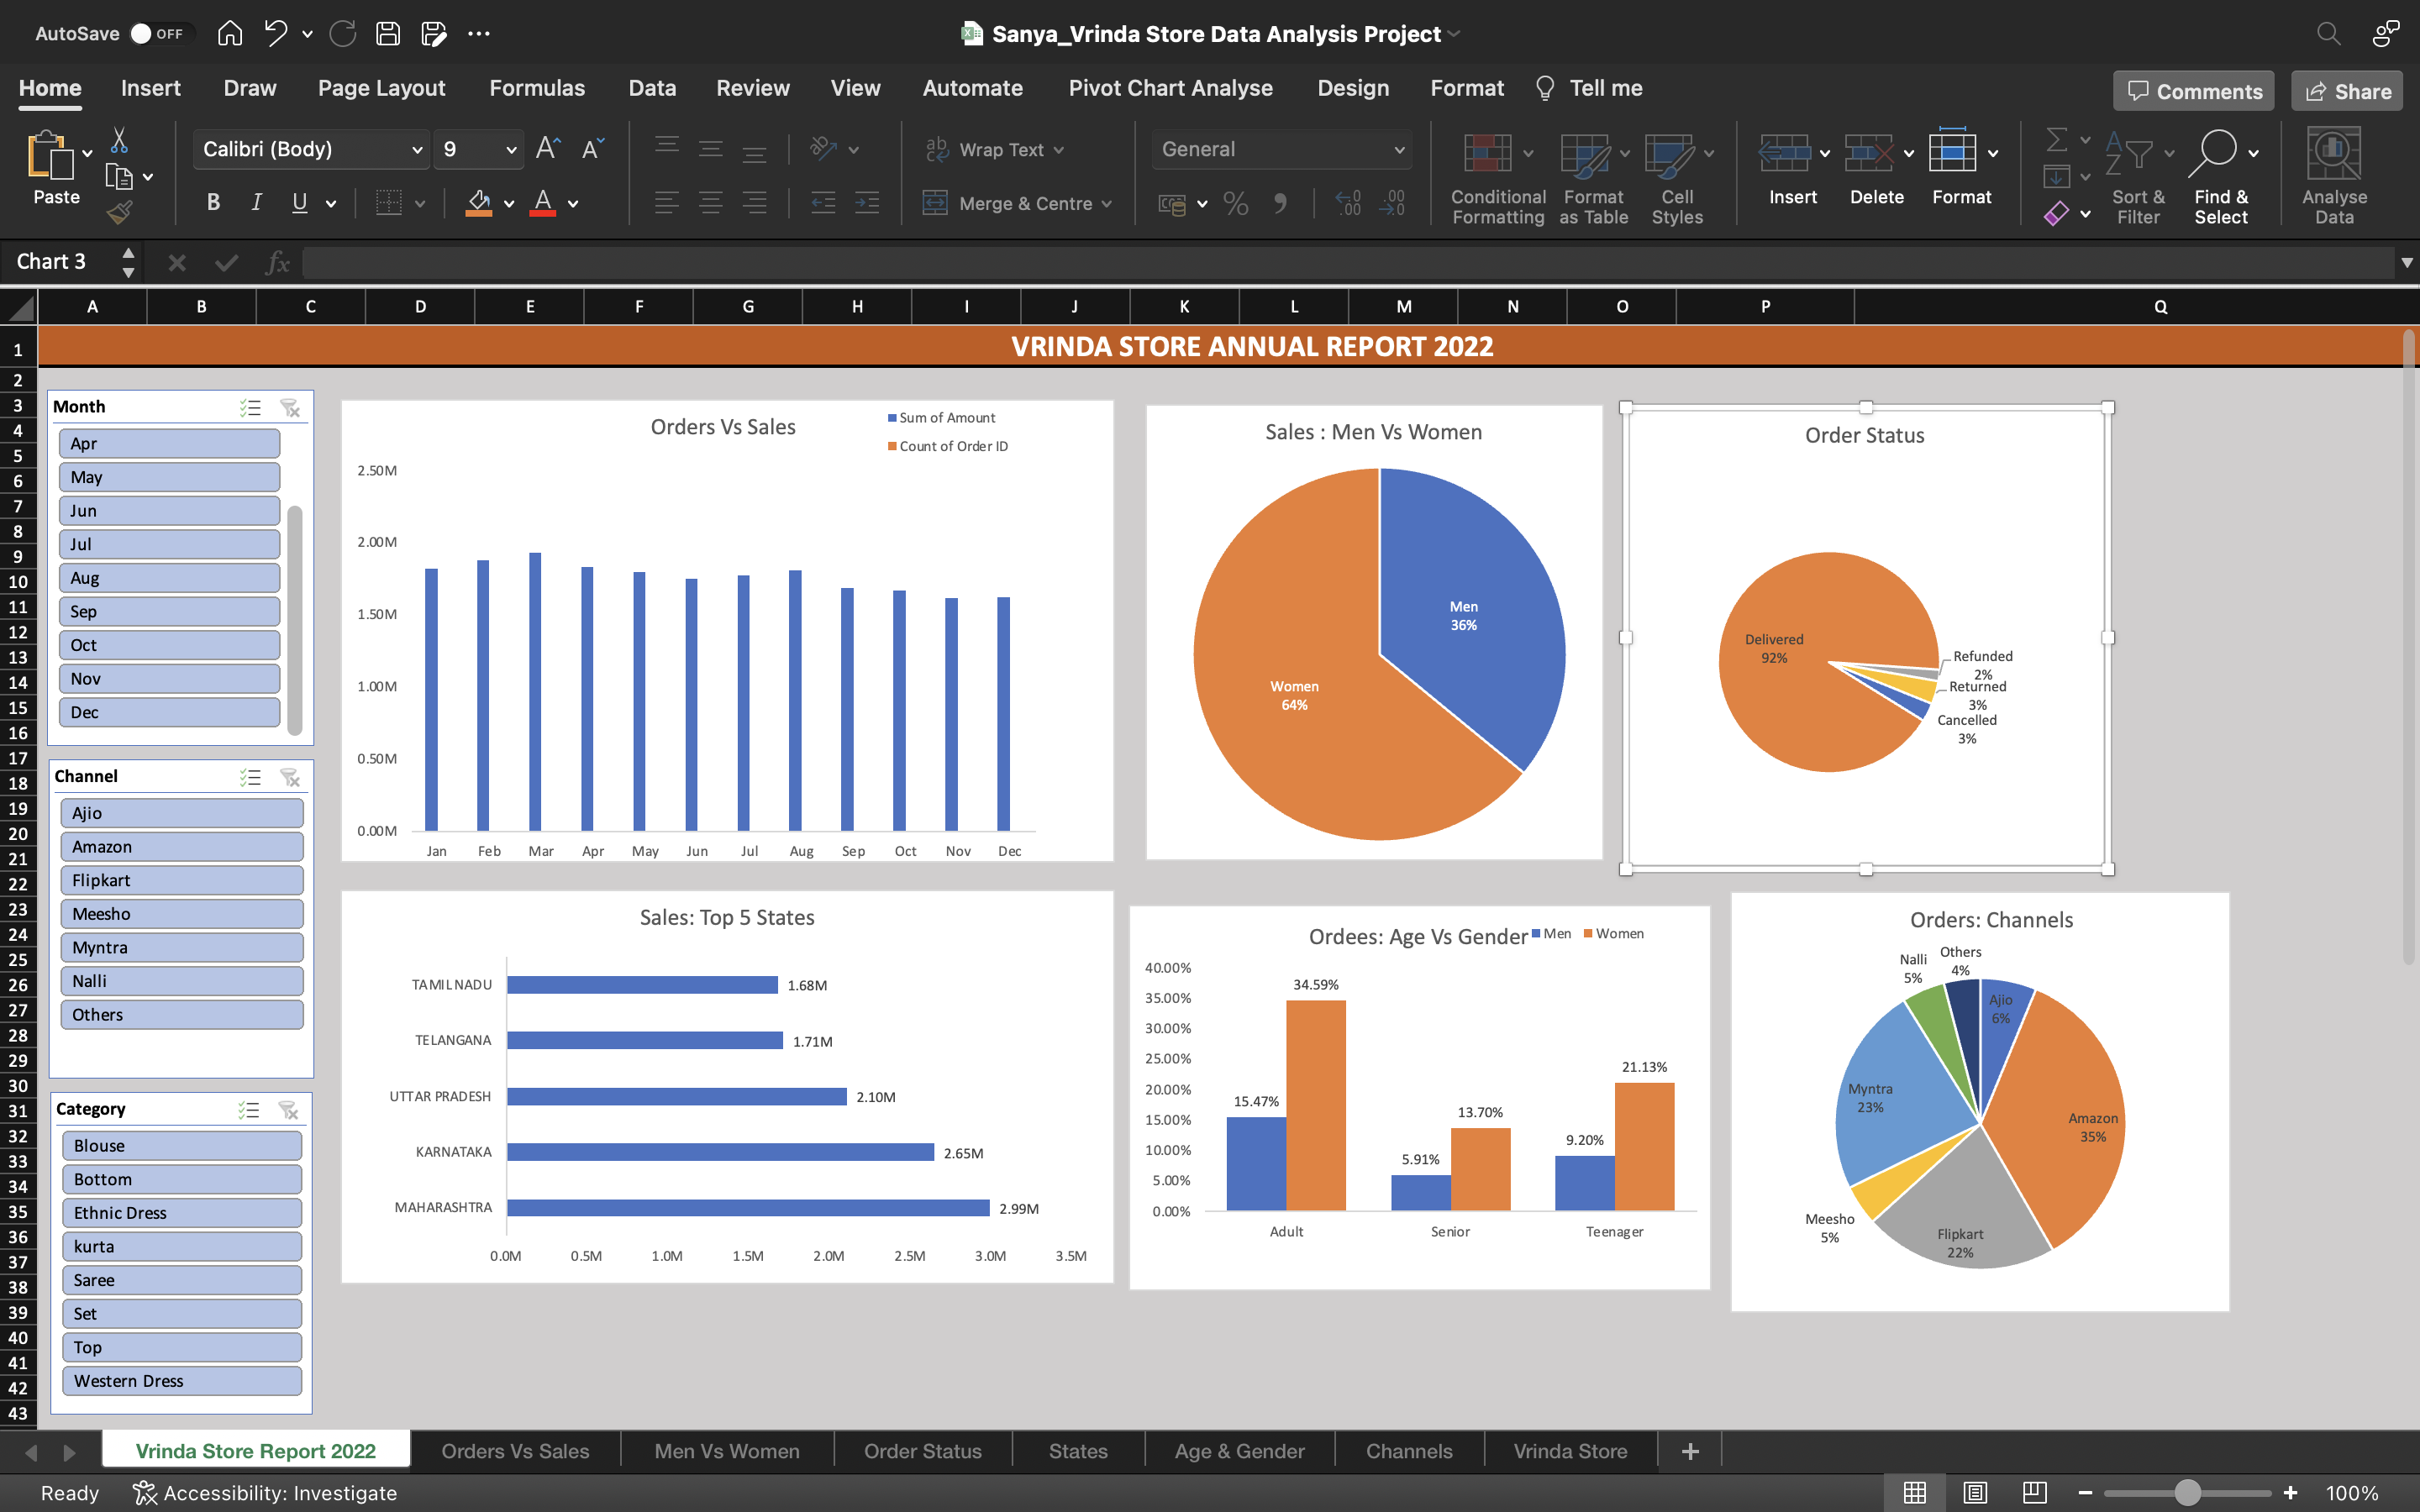 AutoSave OFF
Sanya_Vrinda Store Data Analysis Project
Home Insert Draw Page Layout Formulas Data Review View Automate Pivot Chart Analyse Design Format Tell me
Comments Share
Paste
Calibri (Body) 9
B I U
Wrap Text
Merge & Centre
General
Conditional Formatting
Format as Table
Cell Styles
Insert
Delete
Format
Sort & Filter
Find & Select
Analyse Data
Chart 3 fx
A B C D E F G H I J K L M N O P Q
1
2
3
4
5
6
7
8
9
10
11
12
13
14
15
16
17
18
19
20
21
22
23
24
25
26
27
28
29
30
31
32
33
34
35
36
37
38
39
40
41
42
43
VRINDA STORE ANNUAL REPORT 2022
Month
Apr
May
Jun
Jul
Aug
Sep
Oct
Nov
Dec
Channel
Ajio
Amazon
Flipkart
Meesho
Myntra
Nalli
Others
Category
Blouse
Bottom
Ethnic Dress
kurta
Saree
Set
Top
Western Dress
Orders Vs Sales
Sum of Amount
Count of Order ID
2.50M
2.00M
1.50M
1.00M
0.50M
0.00M
Jan Feb Mar Apr May Jun Jul Aug Sep Oct Nov Dec
Sales : Men Vs Women
Men
36%
Women
64%
Order Status
Delivered
92%
Refunded
2%
Returned
3%
Cancelled
3%
Sales: Top 5 States
TAMIL NADU 1.68M
TELANGANA 1.71M
UTTAR PRADESH 2.10M
KARNATAKA 2.65M
MAHARASHTRA 2.99M
0.0M 0.5M 1.0M 1.5M 2.0M 2.5M 3.0M 3.5M
Ordees: Age Vs Gender Men Women
40.00%
35.00%
30.00%
25.00%
20.00%
15.00%
10.00%
5.00%
0.00%
15.47% 34.59%
5.91% 13.70%
9.20% 21.13%
Adult Senior Teenager
Orders: Channels
Others
4%
Nalli
5%
Ajio
6%
Myntra
23%
Amazon
35%
Meesho
5%
Flipkart
22%
Vrinda Store Report 2022 Orders Vs Sales Men Vs Women Order Status States Age & Gender Channels Vrinda Store +
Ready Accessibility: Investigate
100%